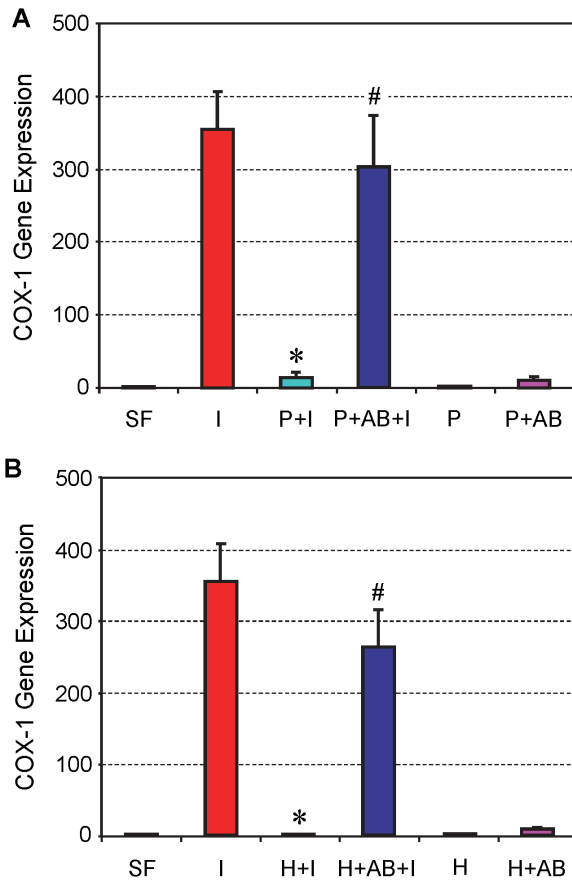 A
500
400
300
200
100
0
COX-1 Gene Expression
#
*
SF I P+I P+AB+I P P+AB
B
500
400
300
200
100
0
COX-1 Gene Expression
#
*
SF I H+I H+AB+I H H+AB